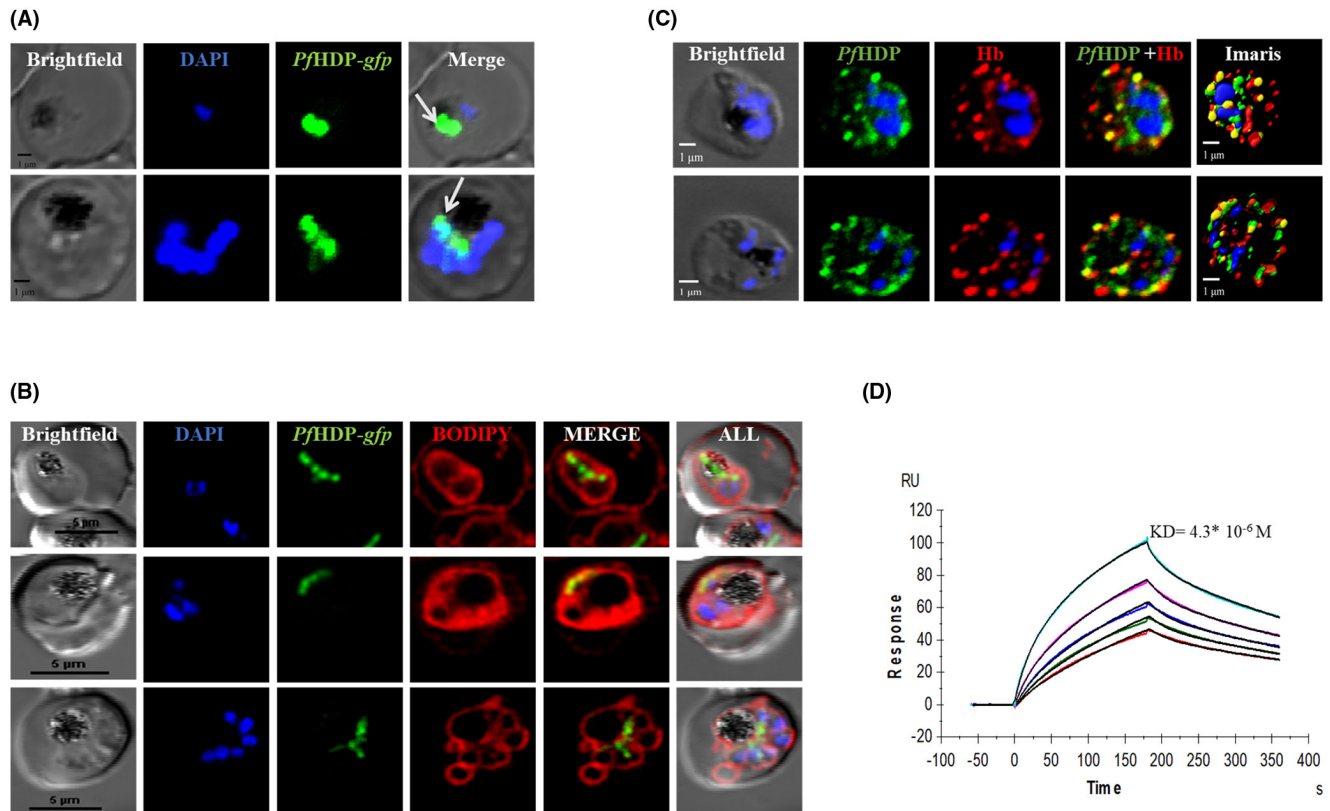 (A)
Brightfield DAPI PfHDP-gfp Merge
1 µm
1 µm
(C)
Brightfield PfHDP Hb PfHDP +Hb Imaris
1 µm
1 µm
1 µm
1 µm
(B)
Brightfield DAPI PfHDP-gfp BODIPY MERGE ALL
5 µm
5 µm
5 µm
(D)
RU
KD= 4.3* 10⁻⁶ M
120
100
80
60
40
20
0
-20
-100 -50 0 50 100 150 200 250 300 350 400
Response
Time
s